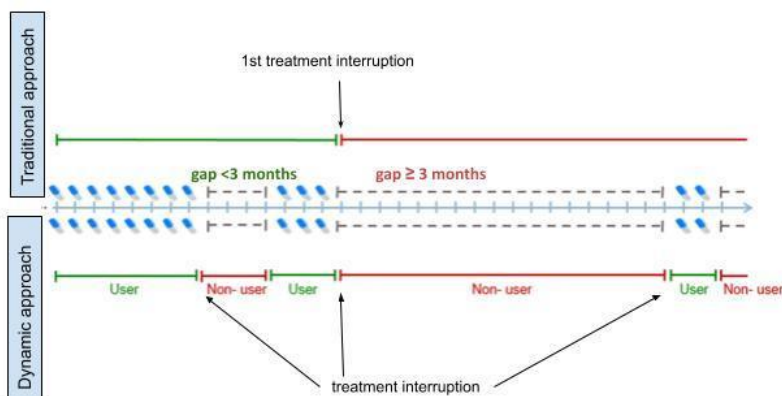 Traditional approach
1st treatment interruption
gap <3 months
gap ≥ 3 months
Dynamic approach
User
Non- user
User
Non-user
User
Non- user
treatment interruption